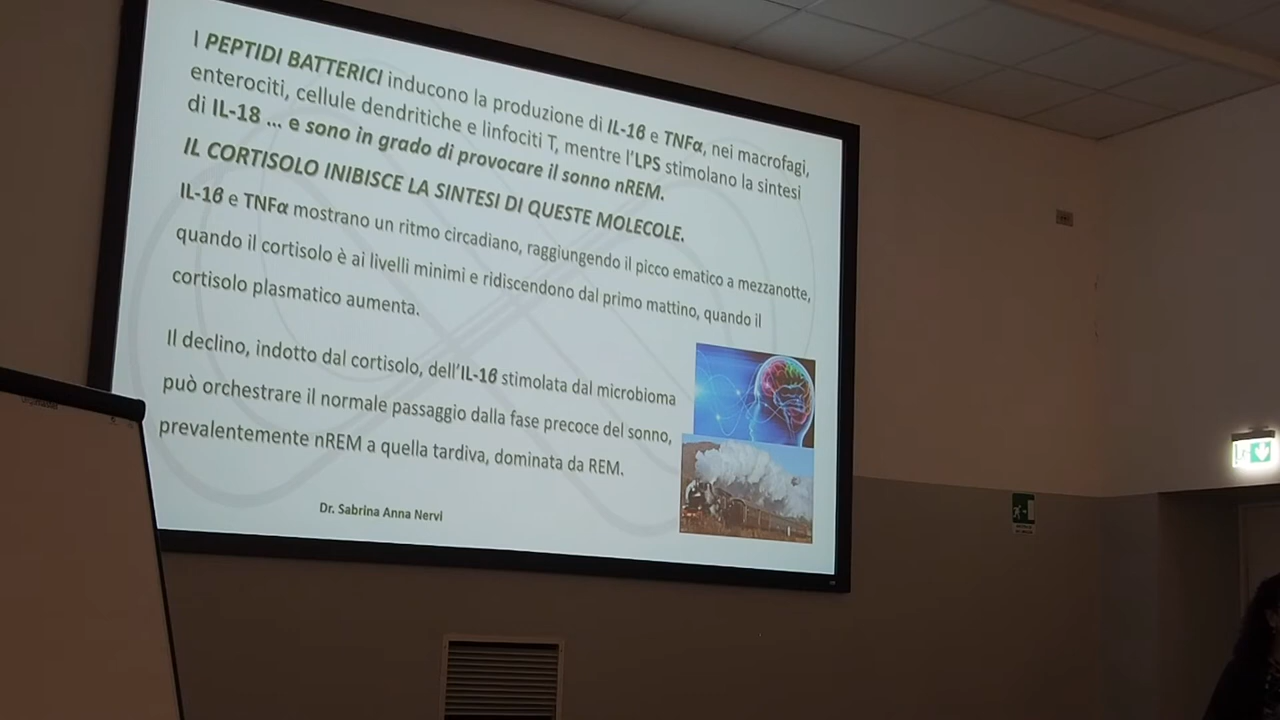 I PEPTIDI BATTERICI inducono la produzione di IL-1β e TNFα, nei macrofagi,
enterociti, cellule dendritiche e linfociti T, mentre l'LPS stimolano la sintesi
di IL-18 ... e sono in grado di provocare il sonno nREM.
IL CORTISOLO INIBISCE LA SINTESI DI QUESTE MOLECOLE.
IL-1β e TNFα mostrano un ritmo circadiano, raggiungendo il picco ematico a mezzanotte,
quando il cortisolo è ai livelli minimi e ridiscendono dal primo mattino, quando il
cortisolo plasmatico aumenta.
Il declino, indotto dal cortisolo, dell'IL-1β stimolata dal microbioma
può orchestrare il normale passaggio dalla fase precoce del sonno,
prevalentemente nREM a quella tardiva, dominata da REM.
Dr. Sabrina Anna Nervi